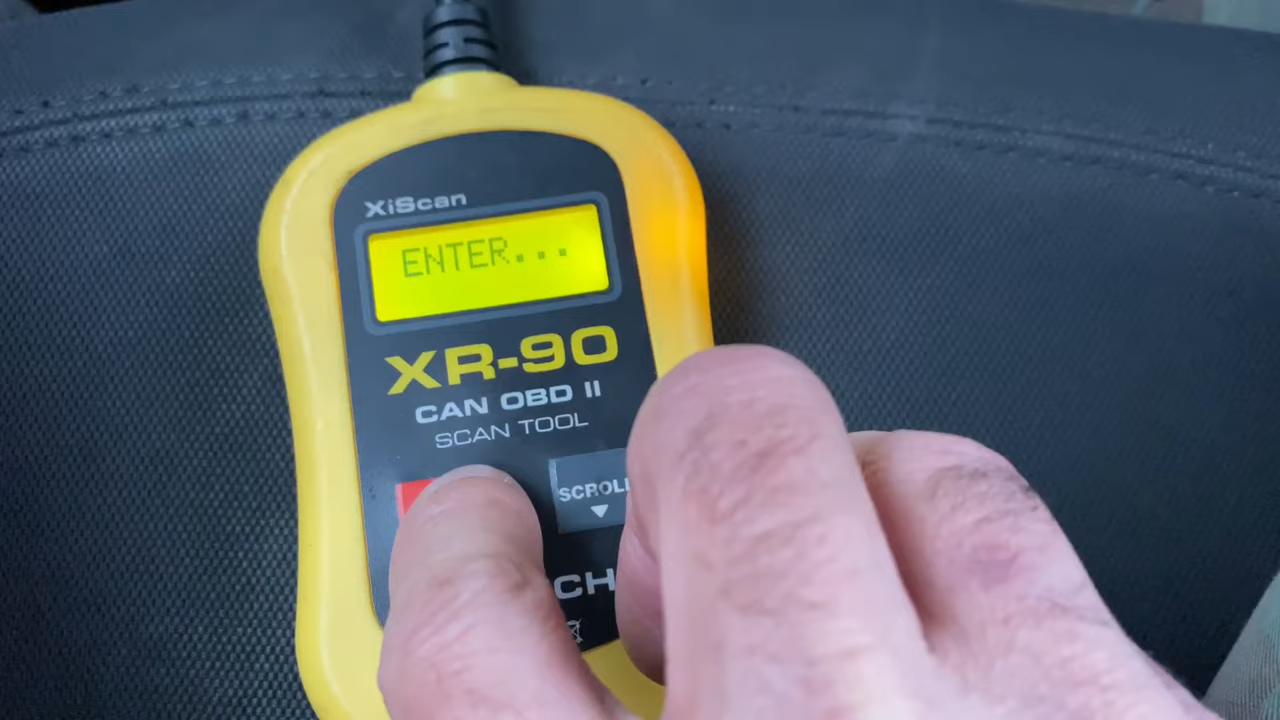 XiScan
ENTER...
XR-90
CAN OBD II
SCAN TOOL
SCROLL